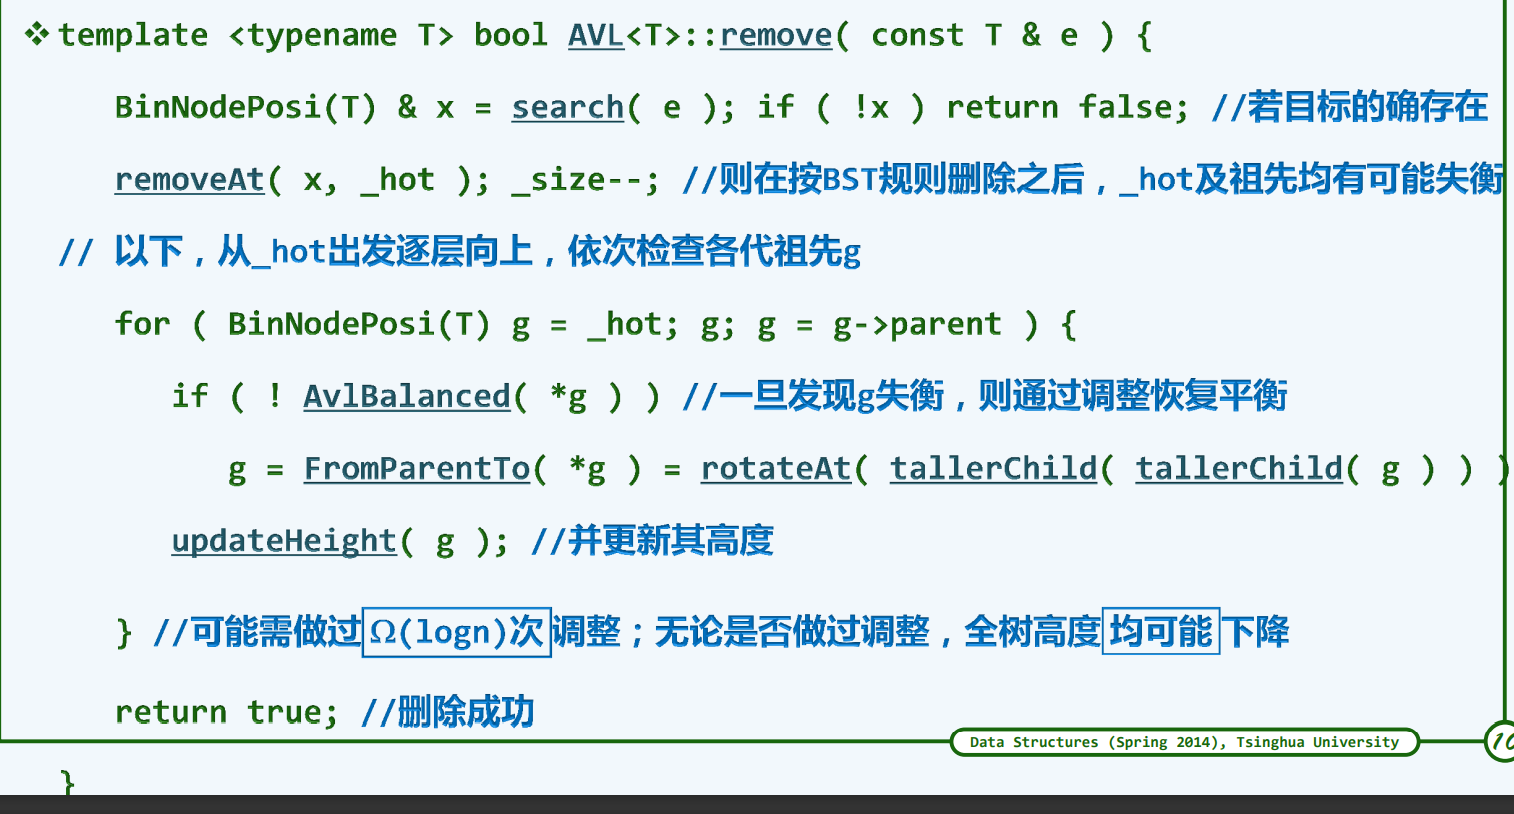 ❖ template <typename T> bool AVL<T>::remove( const T & e ) {
BinNodePosi(T) & x = search( e ); if ( !x ) return false; //若目标的确存在
removeAt( x, _hot ); _size--; //则在按BST规则删除之后，_hot及祖先均有可能失衡
// 以下，从_hot出发逐层向上，依次检查各代祖先g
for ( BinNodePosi(T) g = _hot; g; g = g->parent ) {
if ( ! AvlBalanced( *g ) ) //一旦发现g失衡，则通过调整恢复平衡
g = FromParentTo( *g ) = rotateAt( tallerChild( tallerChild( g ) ) )
updateHeight( g ); //并更新其高度
} //可能需做过Ω(logn)次调整；无论是否做过调整，全树高度均可能下降
return true; //删除成功
Data Structures (Spring 2014), Tsinghua University
}